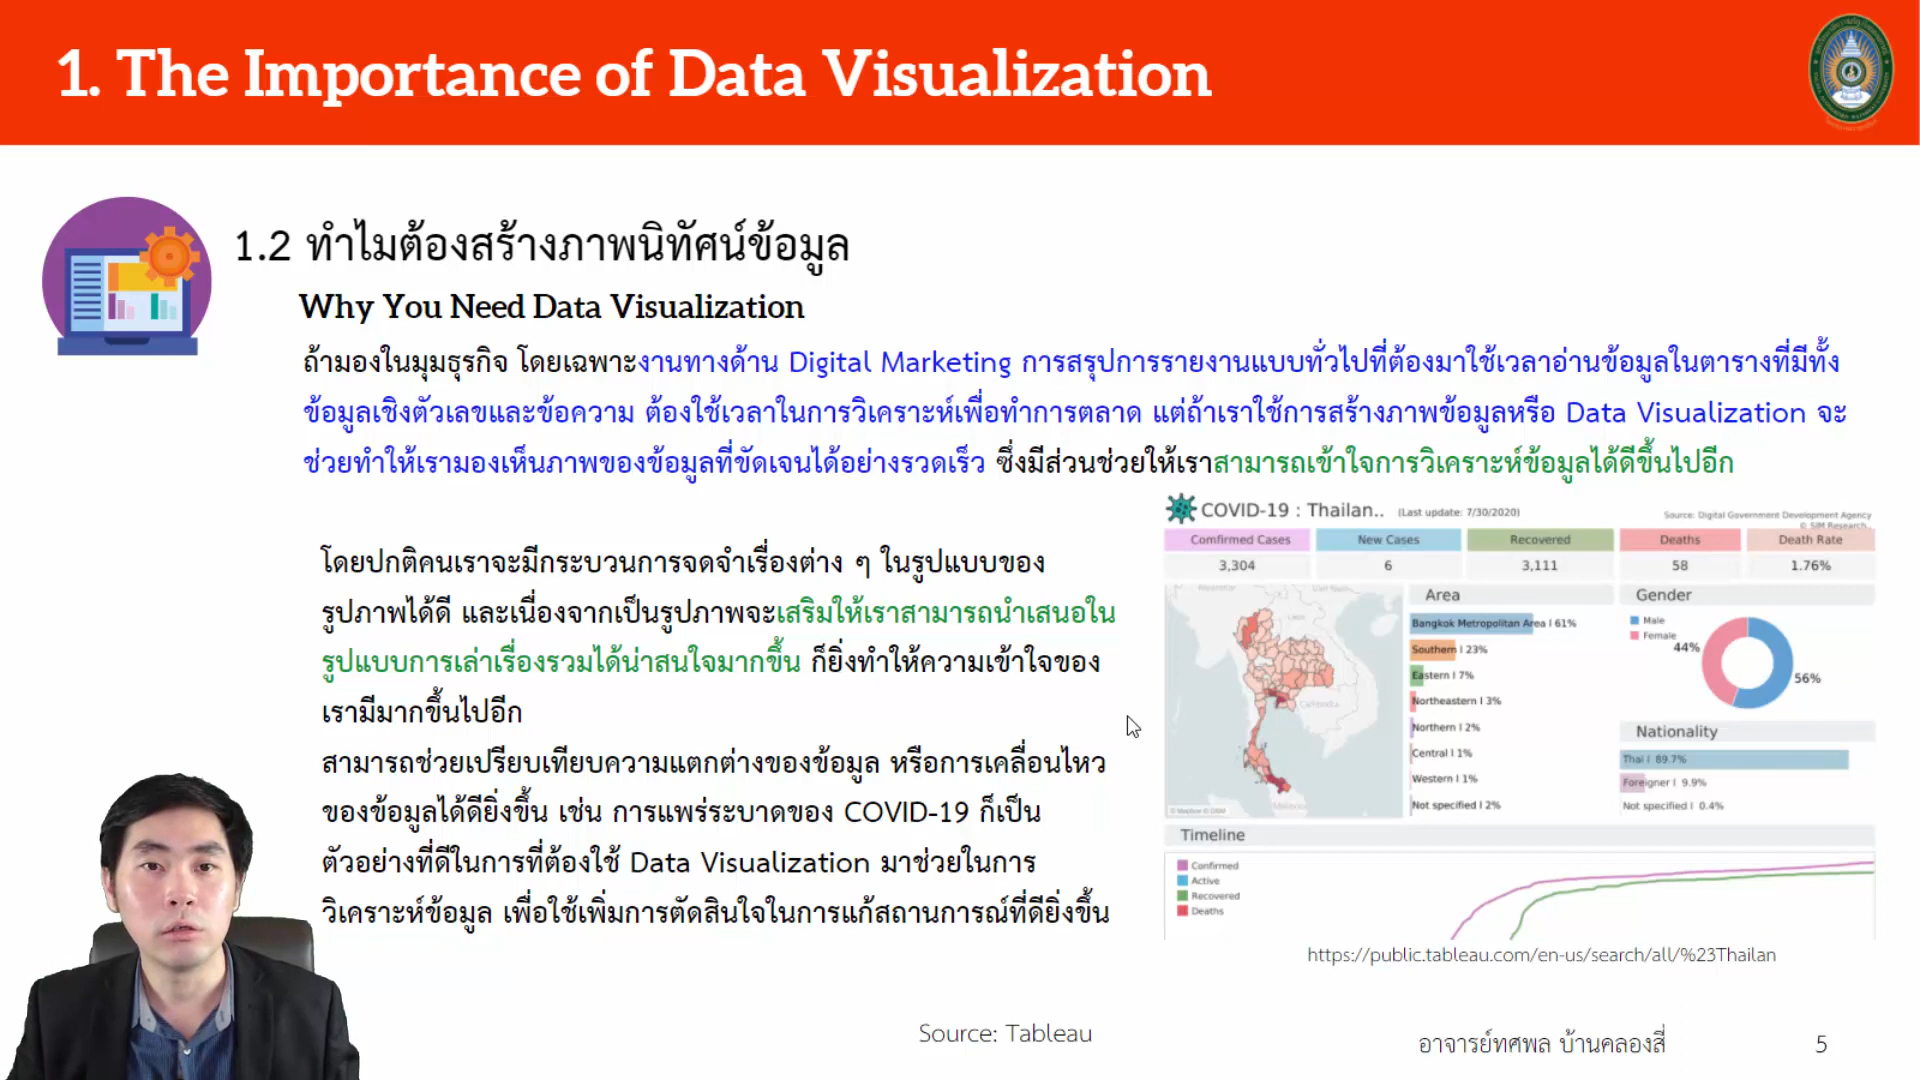 1. The Importance of Data Visualization
1.2 ทำไมต้องสร้างภาพนิทัศน์ข้อมูล
Why You Need Data Visualization
ถ้ามองในมุมธุรกิจ โดยเฉพาะงานทางด้าน Digital Marketing การสรุปการรายงานแบบทั่วไปที่ต้องมาใช้เวลาอ่านข้อมูลในตารางที่มีทั้ง
ข้อมูลเชิงตัวเลขและข้อความ ต้องใช้เวลาในการวิเคราะห์เพื่อทำการตลาด แต่ถ้าเราใช้การสร้างภาพข้อมูลหรือ Data Visualization จะ
ช่วยทำให้เรามองเห็นภาพของข้อมูลที่ขัดเจนได้อย่างรวดเร็ว ซึ่งมีส่วนช่วยให้เราสามารถเข้าใจการวิเคราะห์ข้อมูลได้ดีขึ้นไปอีก
โดยปกติคนเราจะมีกระบวนการจดจำเรื่องต่าง ๆ ในรูปแบบของ
รูปภาพได้ดี และเนื่องจากเป็นรูปภาพจะเสริมให้เราสามารถนำเสนอใน
รูปแบบการเล่าเรื่องรวมได้น่าสนใจมากขึ้น ก็ยิ่งทำให้ความเข้าใจของ
เรามีมากขึ้นไปอีก
สามารถช่วยเปรียบเทียบความแตกต่างของข้อมูล หรือการเคลื่อนไหว
ของข้อมูลได้ดียิ่งขึ้น เช่น การแพร่ระบาดของ COVID-19 ก็เป็น
ตัวอย่างที่ดีในการที่ต้องใช้ Data Visualization มาช่วยในการ
วิเคราะห์ข้อมูล เพื่อใช้เพิ่มการตัดสินใจในการแก้สถานการณ์ที่ดียิ่งขึ้น
COVID-19 : Thailan.. (Last update: 7/30/2020)
Source: Digital Government Development Agency
© SIM Research
Comfirmed Cases New Cases Recovered Deaths Death Rate
3,304 6 3,111 58 1.76%
Area
Bangkok Metropolitan Area | 61%
Southern | 23%
Eastern | 7%
Northeastern | 3%
Northern | 2%
Central | 1%
Western | 1%
Not specified | 2%
Gender
Male
Female
44%
56%
Nationality
Thai | 89.7%
Foreigner | 9.9%
Not specified | 0.4%
Cambodia
Malaysia
© Mapbox © OSM
Timeline
Confirmed
Active
Recovered
Deaths
https://public.tableau.com/en-us/search/all/%23Thailan
Source: Tableau
อาจารย์ทศพล บ้านคลองสี่
5